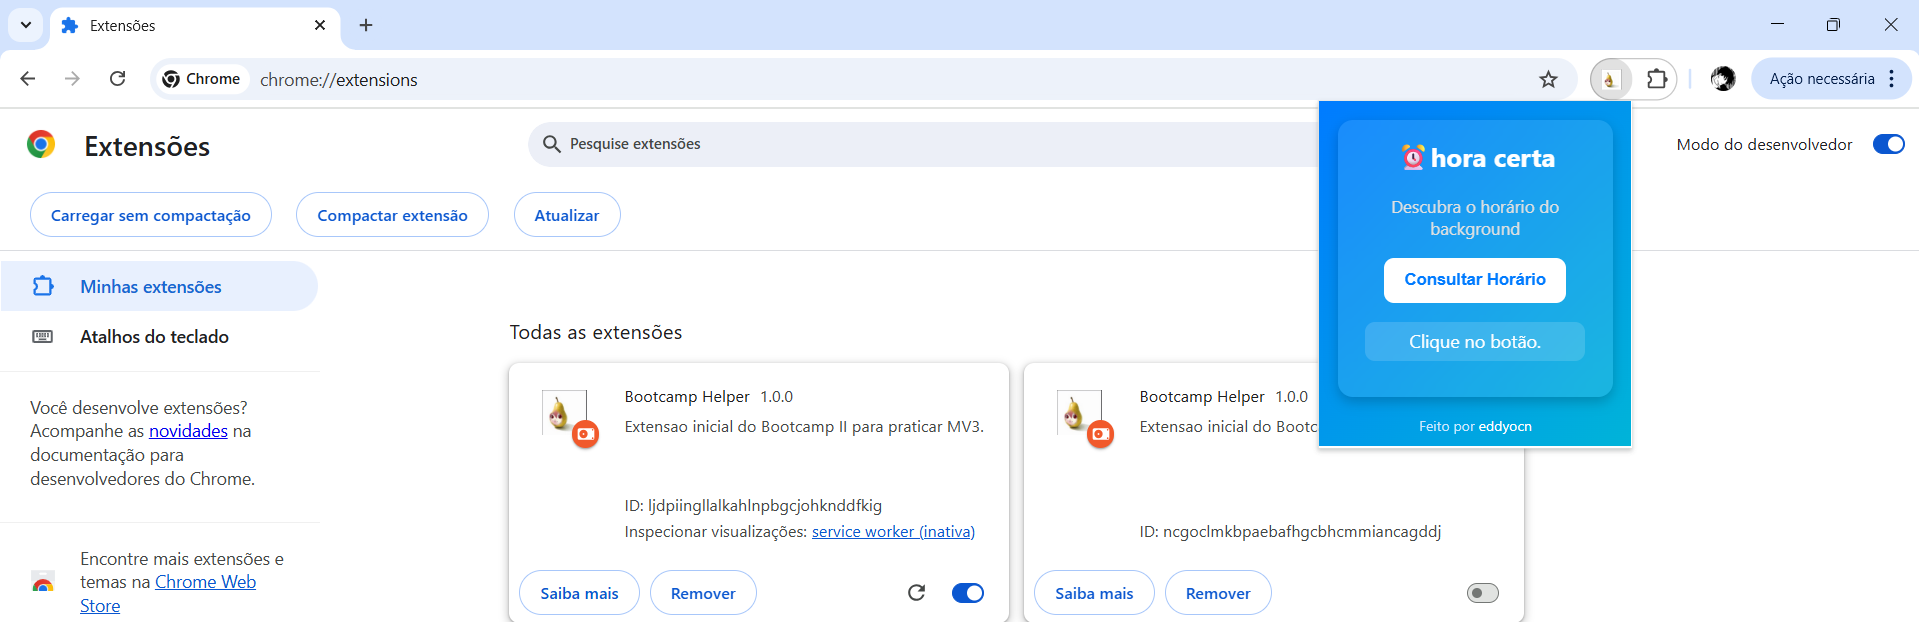 Extensões
Chrome
chrome://extensions
Ação necessária
Extensões
Pesquise extensões
Modo do desenvolvedor
Carregar sem compactação
Compactar extensão
Atualizar
hora certa
Descubra o horário do
background
Consultar Horário
Clique no botão.
Feito por eddyocn
Minhas extensões
Atalhos do teclado
Você desenvolve extensões?
Acompanhe as novidades na
documentação para
desenvolvedores do Chrome.
Encontre mais extensões e
temas na Chrome Web
Store
Todas as extensões
Bootcamp Helper 1.0.0
Extensao inicial do Bootcamp II para praticar MV3.
ID: ljdpiingllalkahlnpbgcjohknddfkig
Inspecionar visualizações: service worker (inativa)
Saiba mais
Remover
Bootcamp Helper 1.0.0
Extensao inicial do Bootc
ID: ncgoclmkbpaebafhgcbhcmmiancagddj
Saiba mais
Remover